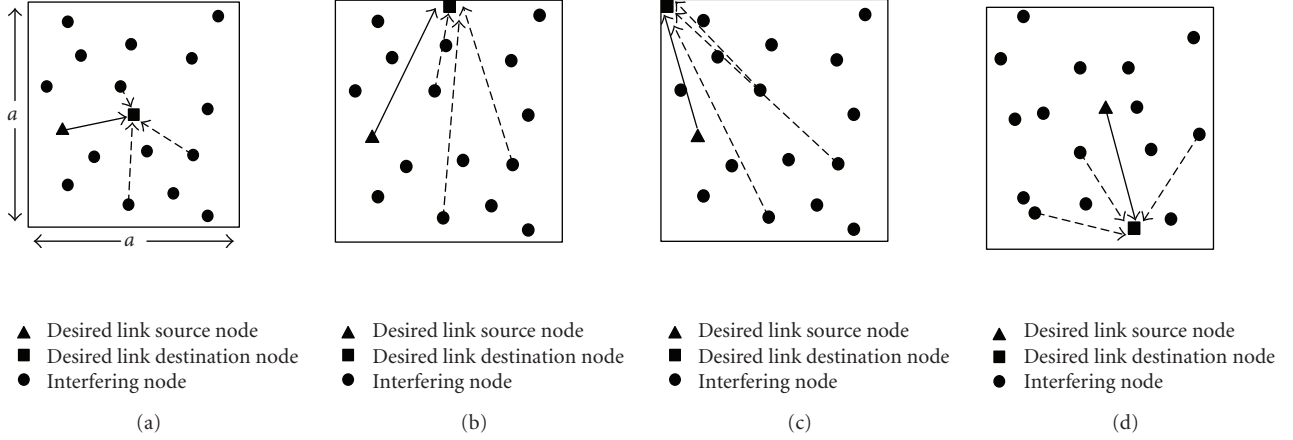 a
a
Desired link source node
Desired link destination node
Interfering node
(a)
Desired link source node
Desired link destination node
Interfering node
(b)
Desired link source node
Desired link destination node
Interfering node
(c)
Desired link source node
Desired link destination node
Interfering node
(d)